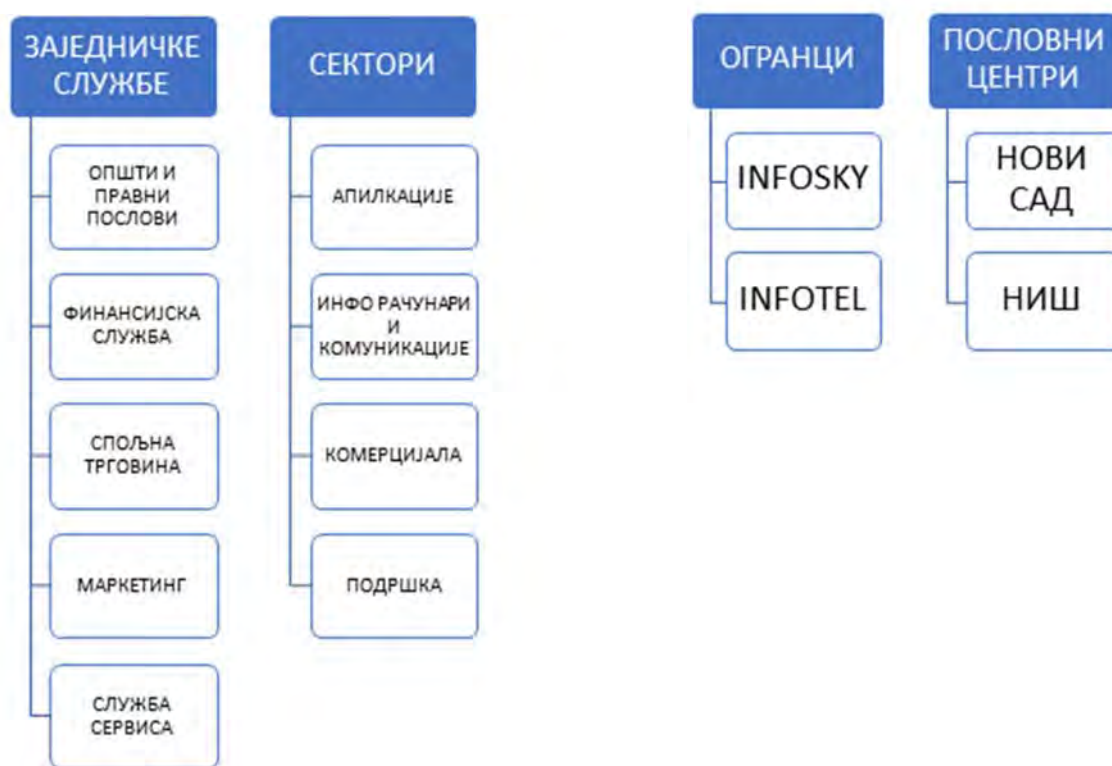 ЗАЈЕДНИЧКЕ
СЛУЖБЕ
ОПШТИ И
ПРАВНИ
ПОСЛОВИ
ФИНАНСИЈСКА
СЛУЖБА
СПОЉНА
ТРГОВИНА
МАРКЕТИНГ
СЛУЖБА
СЕРВИСА
СЕКТОРИ
АПИЛКАЦИЈЕ
ИНФО РАЧУНАРИ
И
КОМУНИКАЦИЈЕ
КОМЕРЦИЈАЛА
ПОДРШКА
ОГРАНЦИ
INFOSKY
INFOTEL
ПОСЛОВНИ
ЦЕНТРИ
НОВИ
САД
НИШ